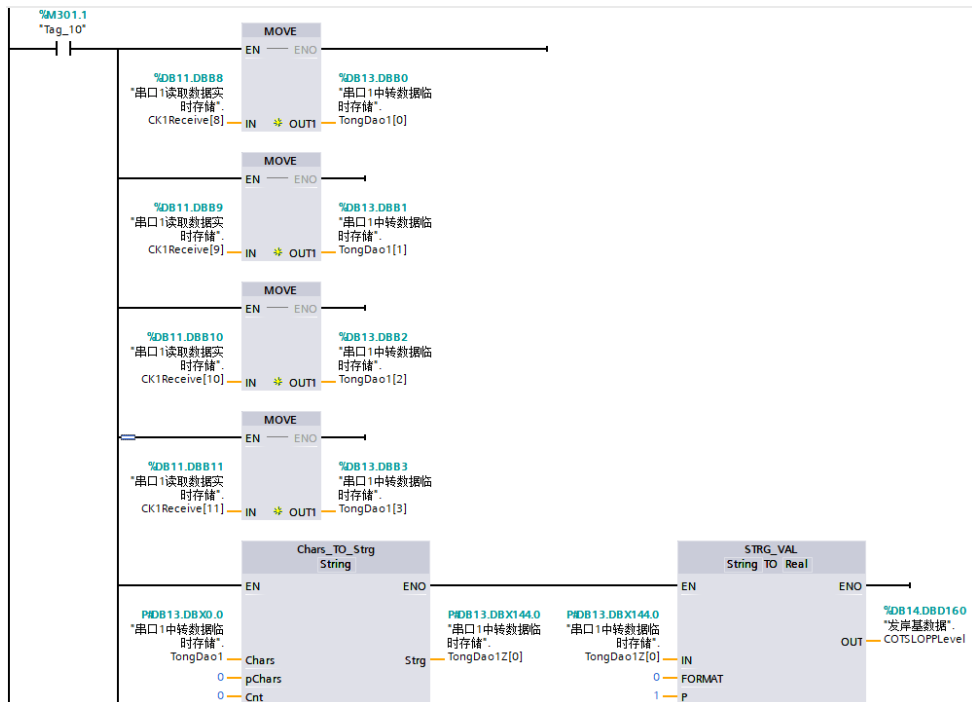 %M301.1
"Tag_10"
MOVE
EN
ENO
%DB11.DBB8
"串口1读取数据实
时存储".
CK1Receive[8]
IN
OUT1
%DB13.DBB0
"串口1中转数据临
时存储".
TongDao1[0]
MOVE
EN
ENO
%DB11.DBB9
"串口1读取数据实
时存储".
CK1Receive[9]
IN
OUT1
%DB13.DBB1
"串口1中转数据临
时存储".
TongDao1[1]
MOVE
EN
ENO
%DB11.DBB10
"串口1读取数据实
时存储".
CK1Receive[10]
IN
OUT1
%DB13.DBB2
"串口1中转数据临
时存储".
TongDao1[2]
MOVE
EN
ENO
%DB11.DBB11
"串口1读取数据实
时存储".
CK1Receive[11]
IN
OUT1
%DB13.DBB3
"串口1中转数据临
时存储".
TongDao1[3]
Chars_TO_Strg
String
EN
ENO
P#DB13.DBX0.0
"串口1中转数据临
时存储".
TongDao1
Chars
0
pChars
0
Cnt
P#DB13.DBX144.0
"串口1中转数据临
时存储".
Strg
TongDao1Z[0]
STRG_VAL
String TO Real
EN
ENO
P#DB13.DBX144.0
"串口1中转数据临
时存储".
TongDao1Z[0]
IN
0
FORMAT
1
P
%DB14.DBD160
"发岸基数据".
OUT
COTSLOPPLevel